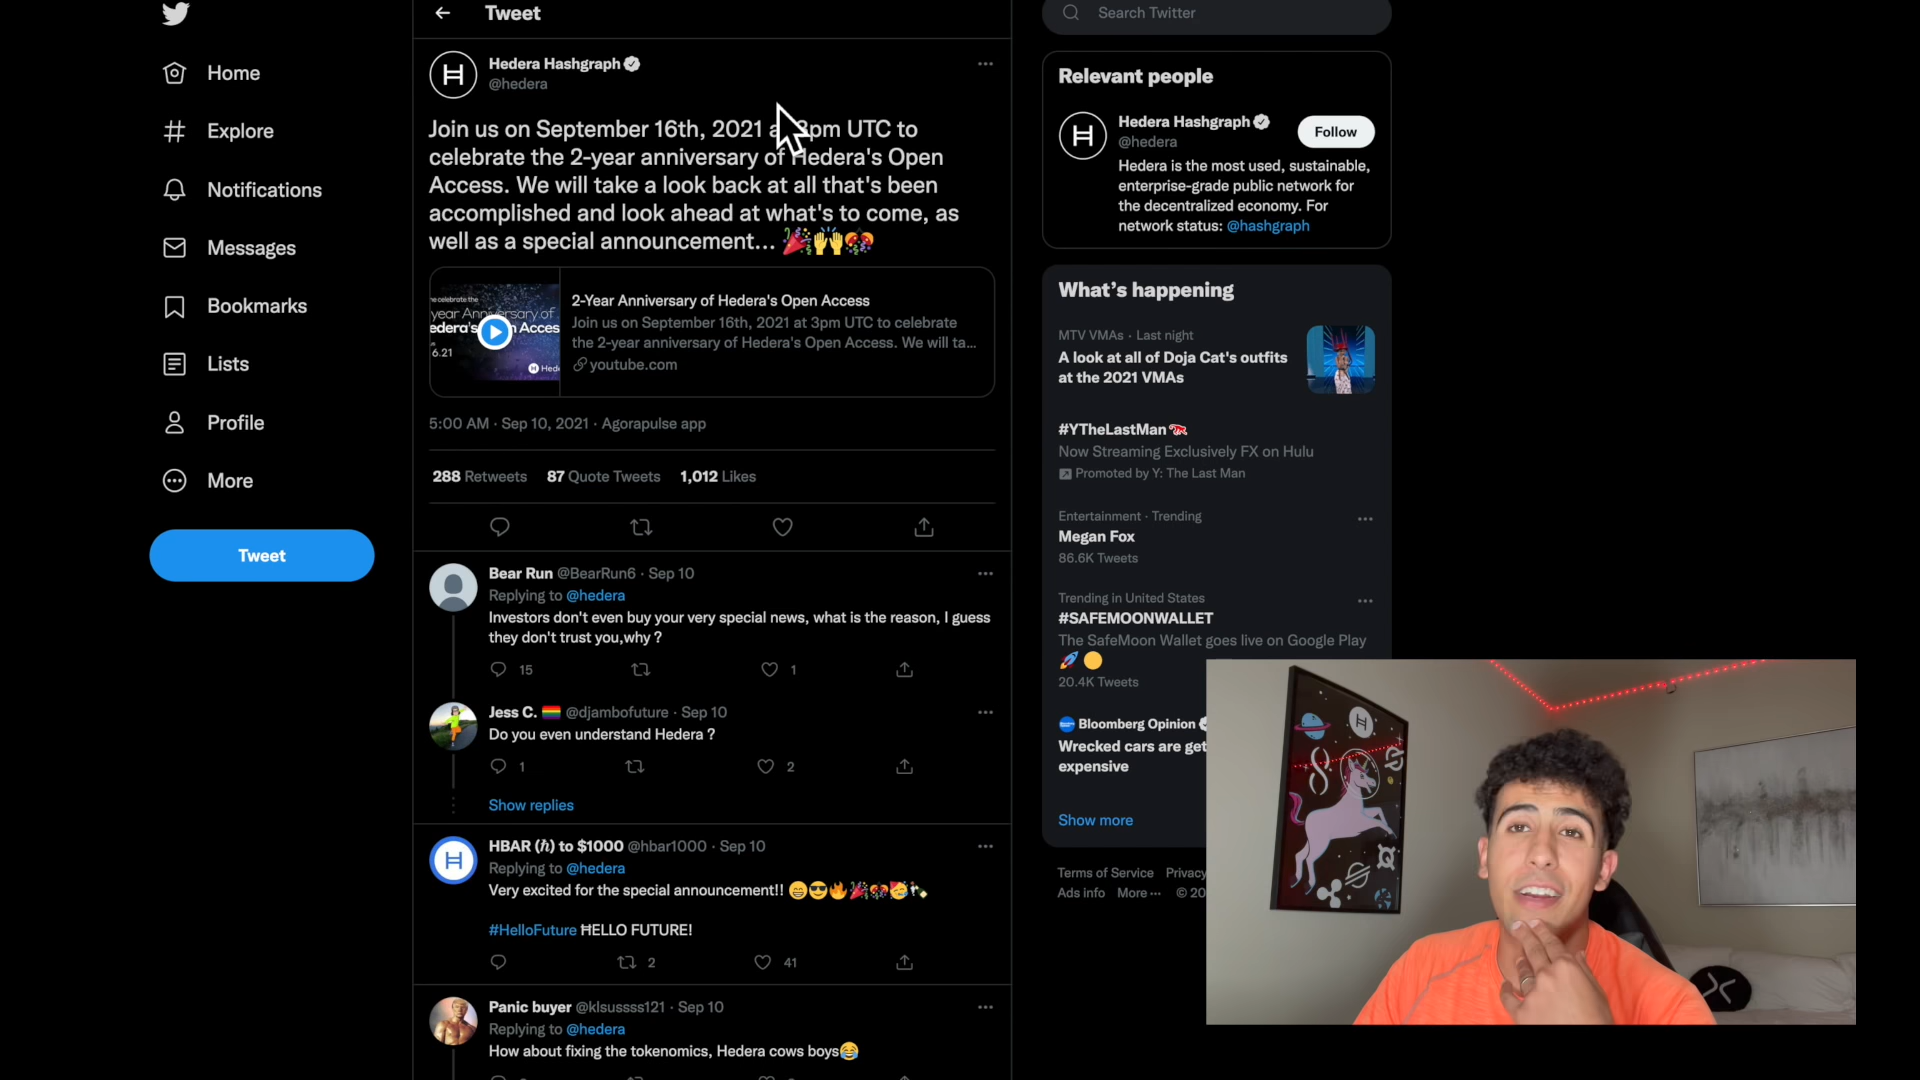 Home
Explore
Notifications
Messages
Bookmarks
Lists
Profile
More
Tweet
Tweet
Hedera Hashgraph
@hedera
Join us on September 16th, 2021 at 3pm UTC to
celebrate the 2-year anniversary of Hedera's Open
Access. We will take a look back at all that's been
accomplished and look ahead at what's to come, as
well as a special announcement... 🎉🙌🎊
celebrate the
year Anniversary of
edera's Open Access
6.21
2-Year Anniversary of Hedera's Open Access
Join us on September 16th, 2021 at 3pm UTC to celebrate
the 2-year anniversary of Hedera's Open Access. We will ta...
youtube.com
5:00 AM · Sep 10, 2021 · Agorapulse app
288 Retweets 87 Quote Tweets 1,012 Likes
Bear Run @BearRun6 · Sep 10
Replying to @hedera
Investors don't even buy your very special news, what is the reason, I guess
they don't trust you,why ?
15 1
Jess C. 🏳️‍🌈 @djambofuture · Sep 10
Do you even understand Hedera ?
1 2
Show replies
HBAR (ℏ) to $1000 @hbar1000 · Sep 10
Replying to @hedera
Very excited for the special announcement!! 😁😎🔥🎉🎊🥳🍾
#HelloFuture ĦELLO FUTURE!
2 41
Panic buyer @klsussss121 · Sep 10
Replying to @hedera
How about fixing the tokenomics, Hedera cows boys😂
Search Twitter
Relevant people
Hedera Hashgraph
@hedera
Follow
Hedera is the most used, sustainable,
enterprise-grade public network for
the decentralized economy. For
network status: @hashgraph
What's happening
MTV VMAs · Last night
A look at all of Doja Cat's outfits
at the 2021 VMAs
#YTheLastMan
Now Streaming Exclusively FX on Hulu
Promoted by Y: The Last Man
Entertainment · Trending
Megan Fox
86.6K Tweets
Trending in United States
#SAFEMOONWALLET
The SafeMoon Wallet goes live on Google Play
🚀 🟡
20.4K Tweets
Bloomberg Opinion
Wrecked cars are get
expensive
Show more
Terms of Service Privacy
Ads info More ··· © 20